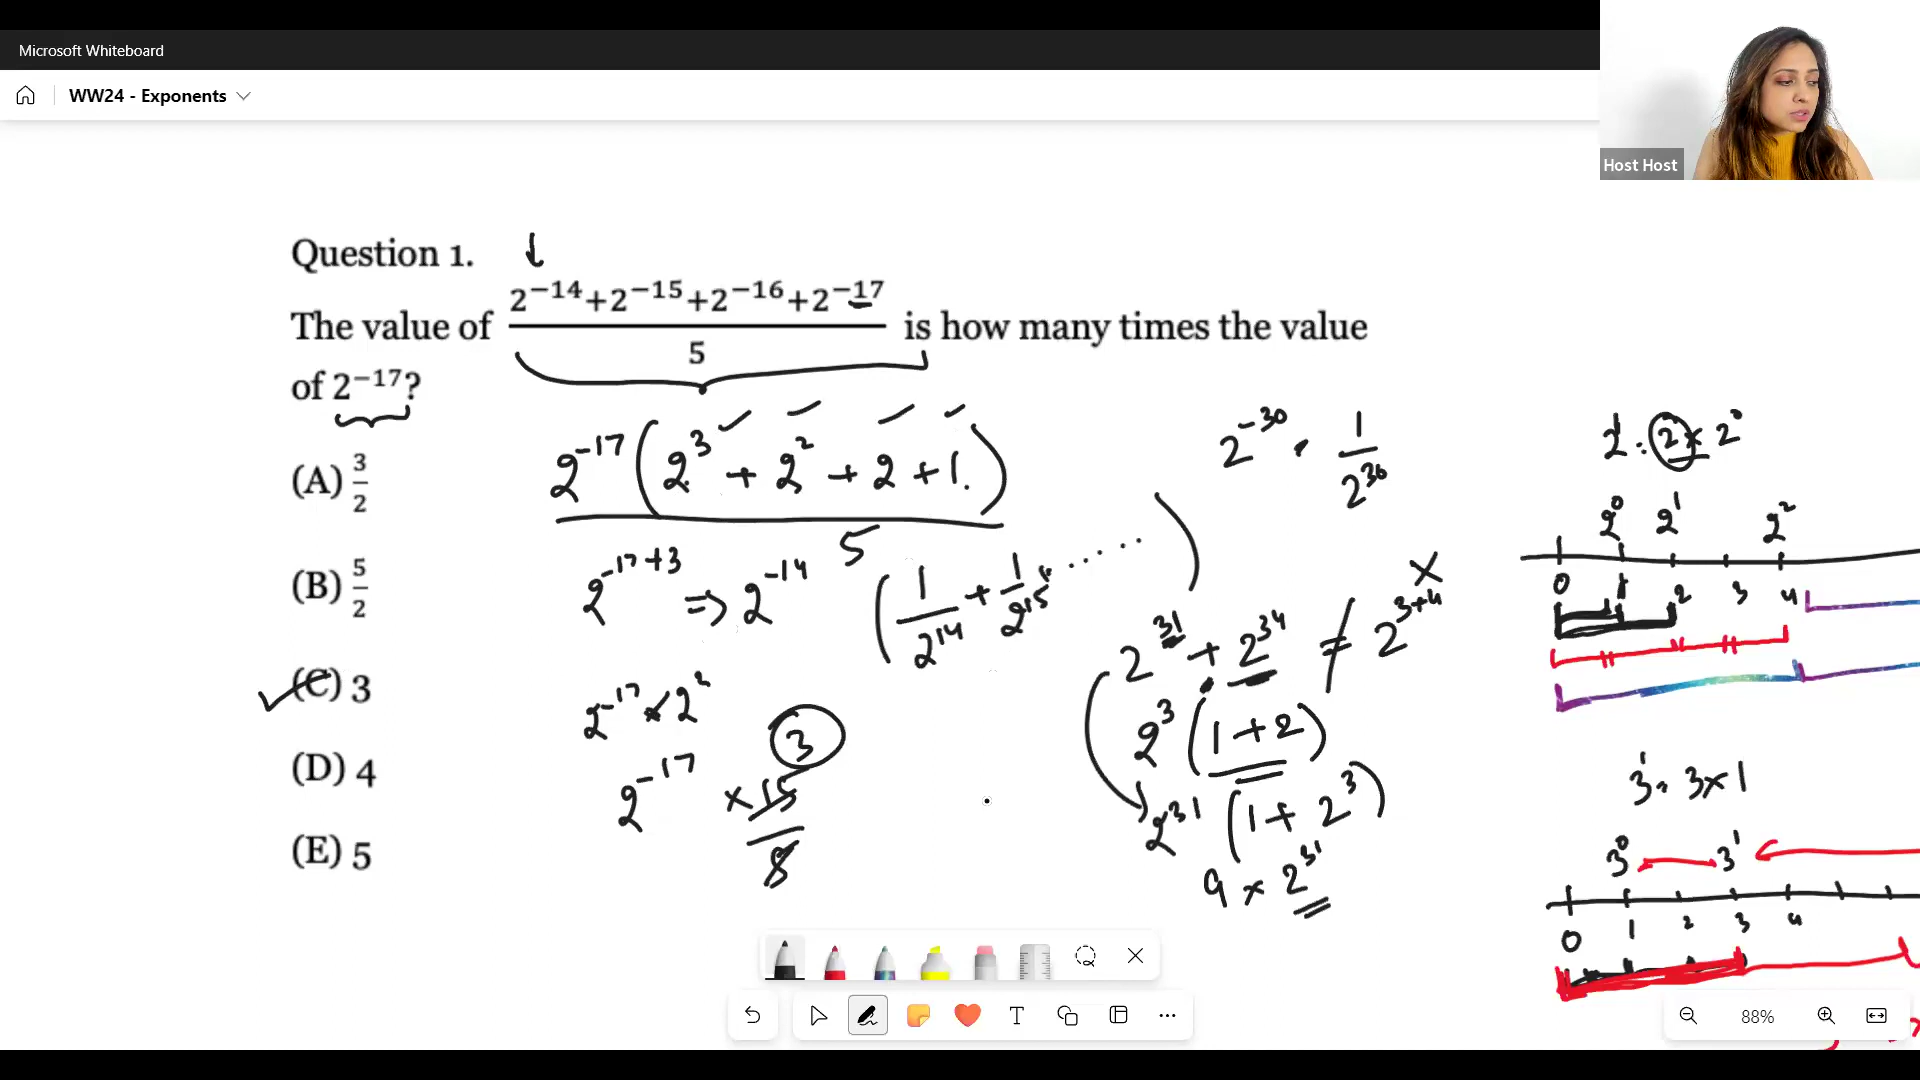 Microsoft Whiteboard
WW24 - Exponents
Host Host
Question 1.
The value of (2^−14+2^−15+2^−16+2^−17)/5 is how many times the value
of 2^−17?
(A) 3/2
(B) 5/2
(C) 3
(D) 4
(E) 5
2^-17 (2^3 + 2^2 + 2 + 1)
5
2^-17+3 => 2^-14
(1/2^14 + 1/2^15 ......)
2^-17 × 2^2
3
2^-17 × 15/5
2^-30 = 1/2^30
2^31 + 2^34 ≠ 2^3+4 ×
2^3 (1+2)
2^31 (1+2^3)
9 × 2^31
2^1 = 2 × 2^0
2^0 2^1 2^2
0 1 2 3 4
3^1 = 3×1
3^0 3^1
0 1 2 3 4
88%